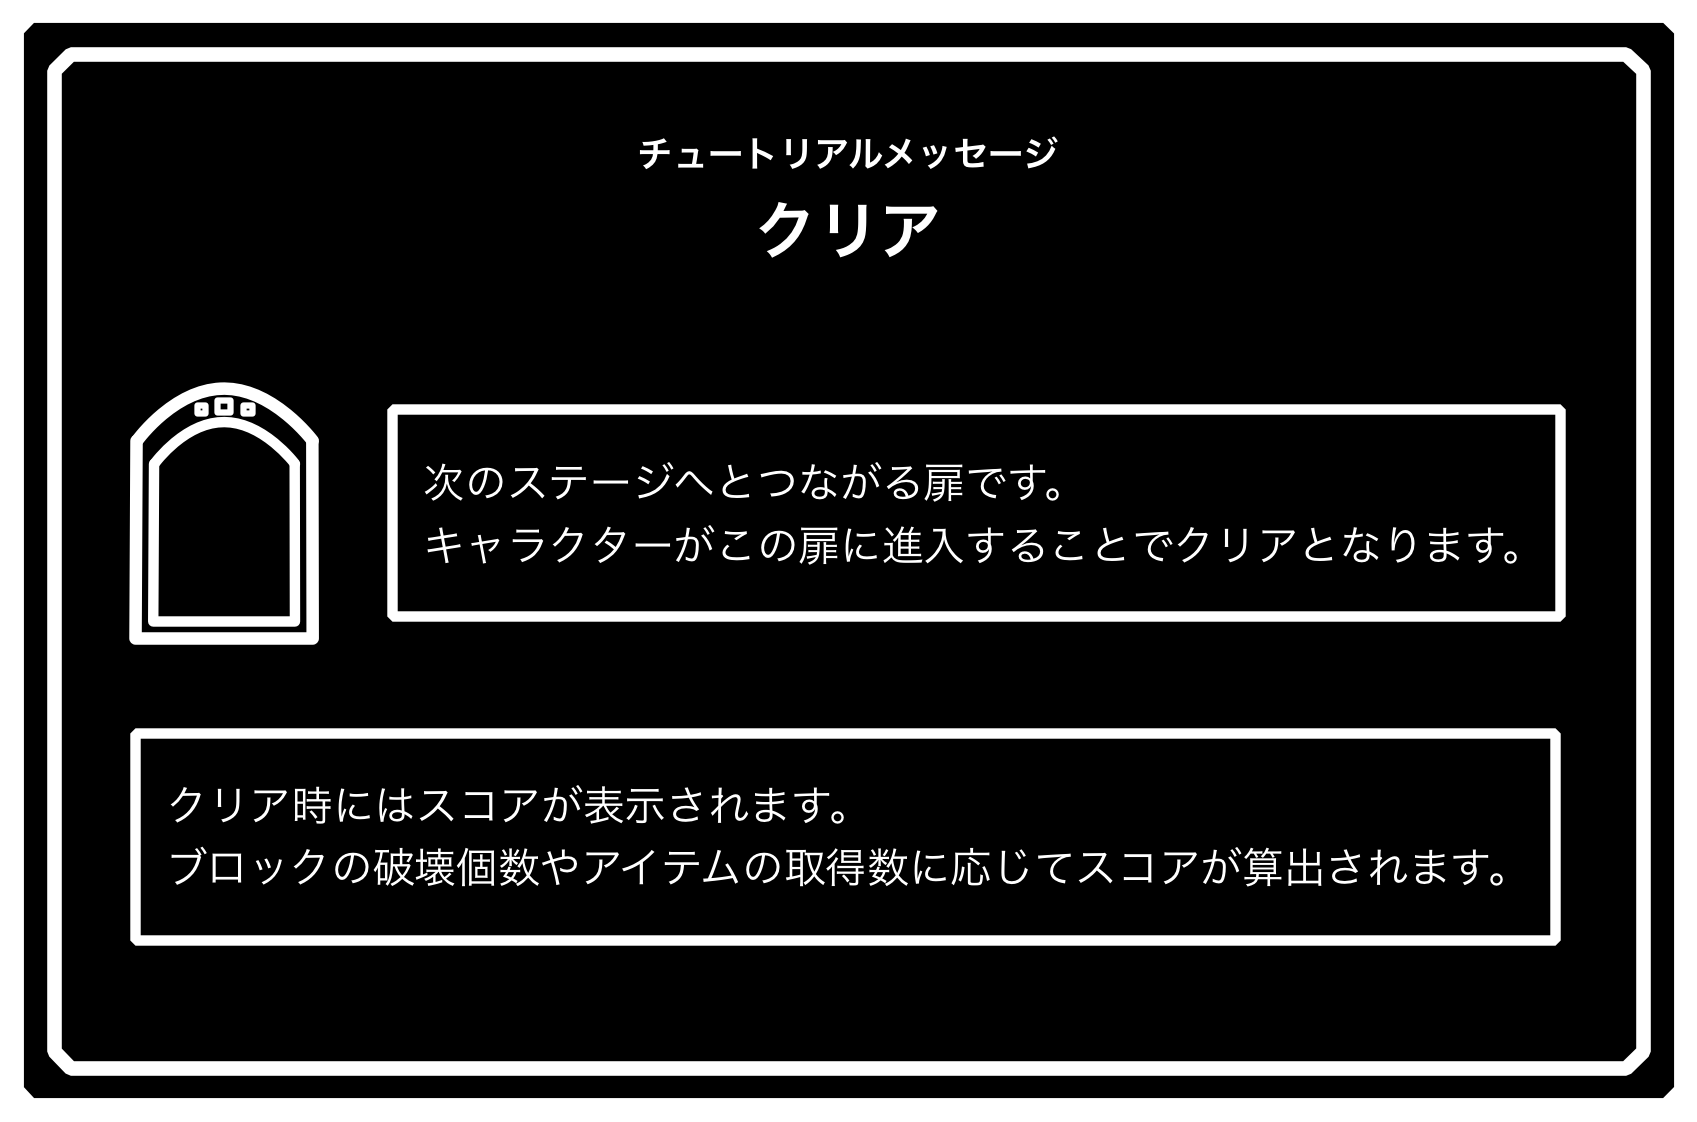 チュートリアルメッセージ
クリア
次のステージへとつながる扉です。
キャラクターがこの扉に進入することでクリアとなります。
クリア時にはスコアが表示されます。
ブロックの破壊個数やアイテムの取得数に応じてスコアが算出されます。